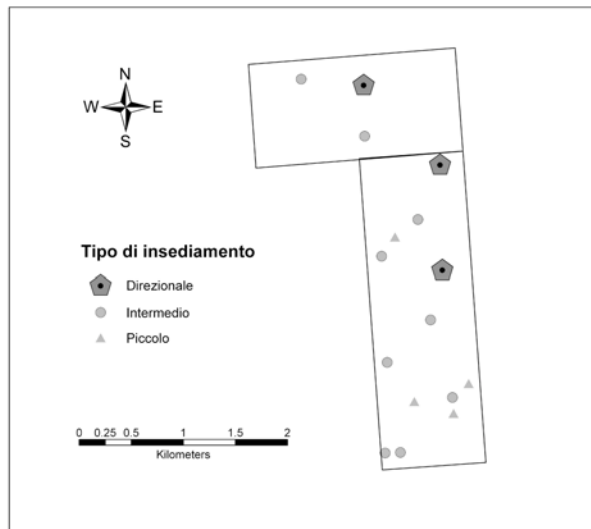 N
W E
S
Tipo di insediamento
Direzionale
Intermedio
Piccolo
0 0.25 0.5 1 1.5 2
Kilometers